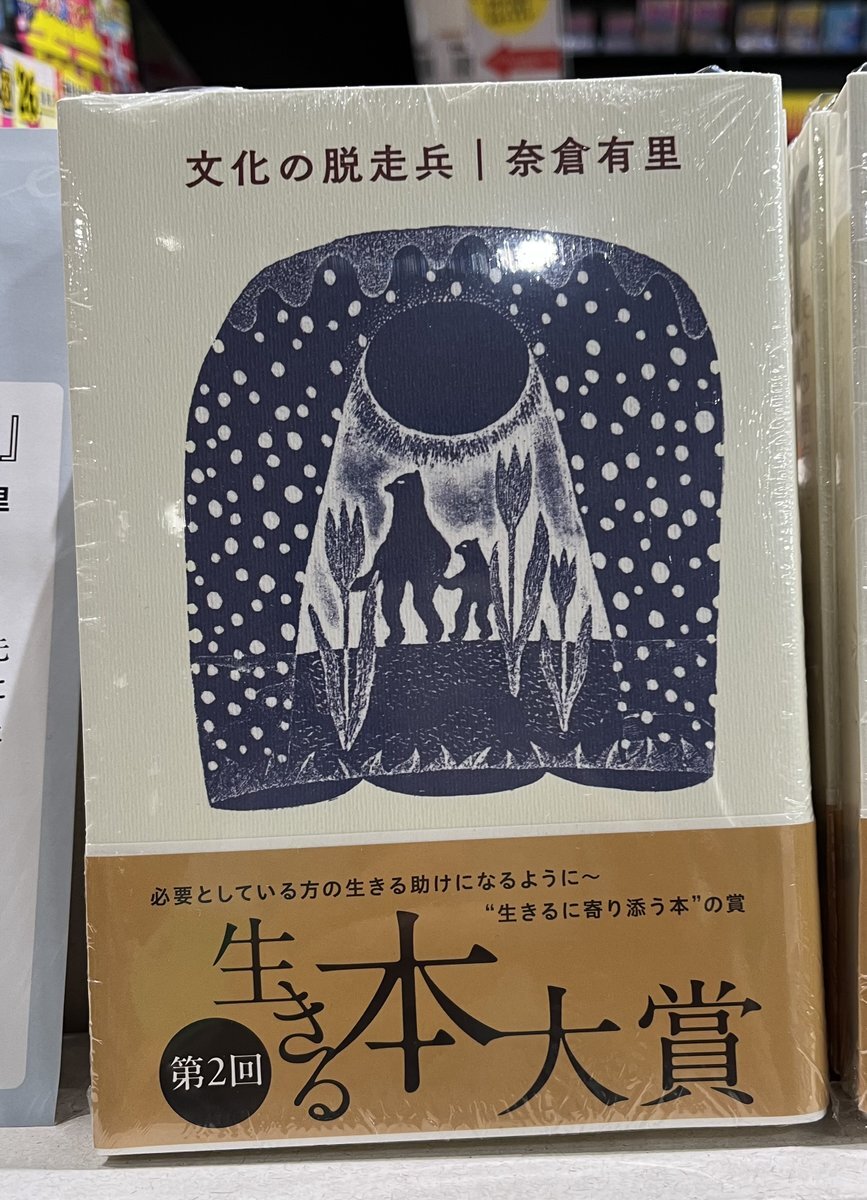 文化の脱走兵｜奈倉有里
必要としている方の生きる助けになるように〜
“生きるに寄り添う本”の賞
生きる本大賞
第2回